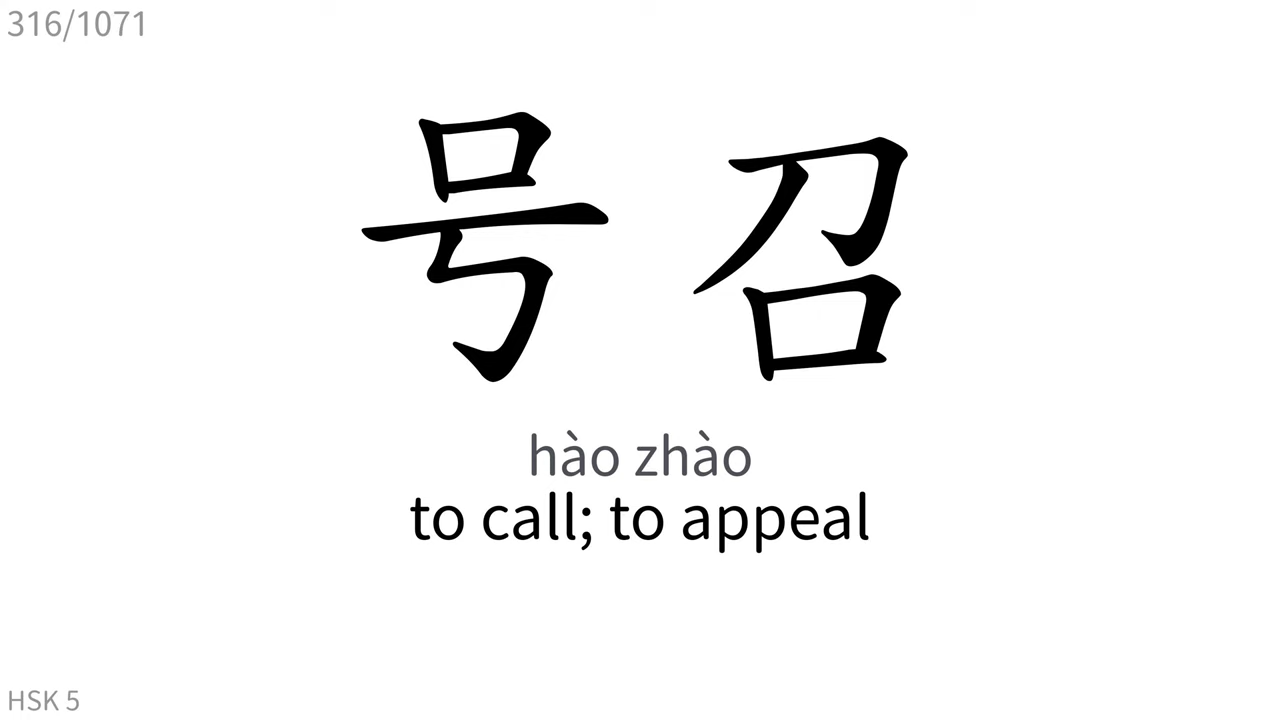 316/1071
号召
hào zhào
to call; to appeal
HSK 5